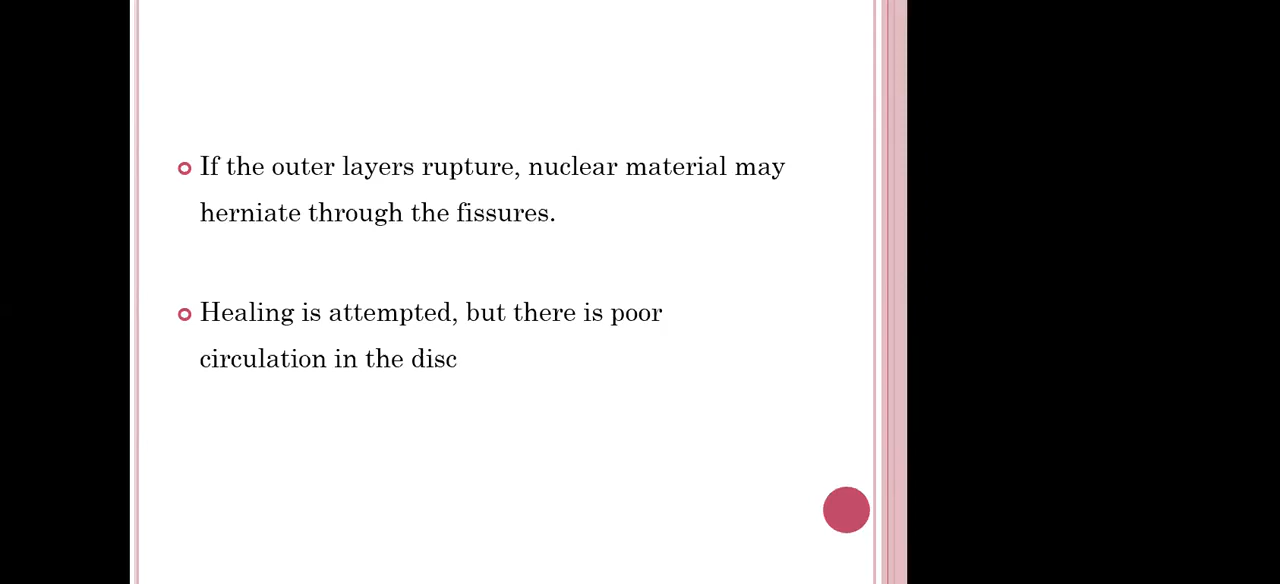 If the outer layers rupture, nuclear material may
herniate through the fissures.
Healing is attempted, but there is poor
circulation in the disc